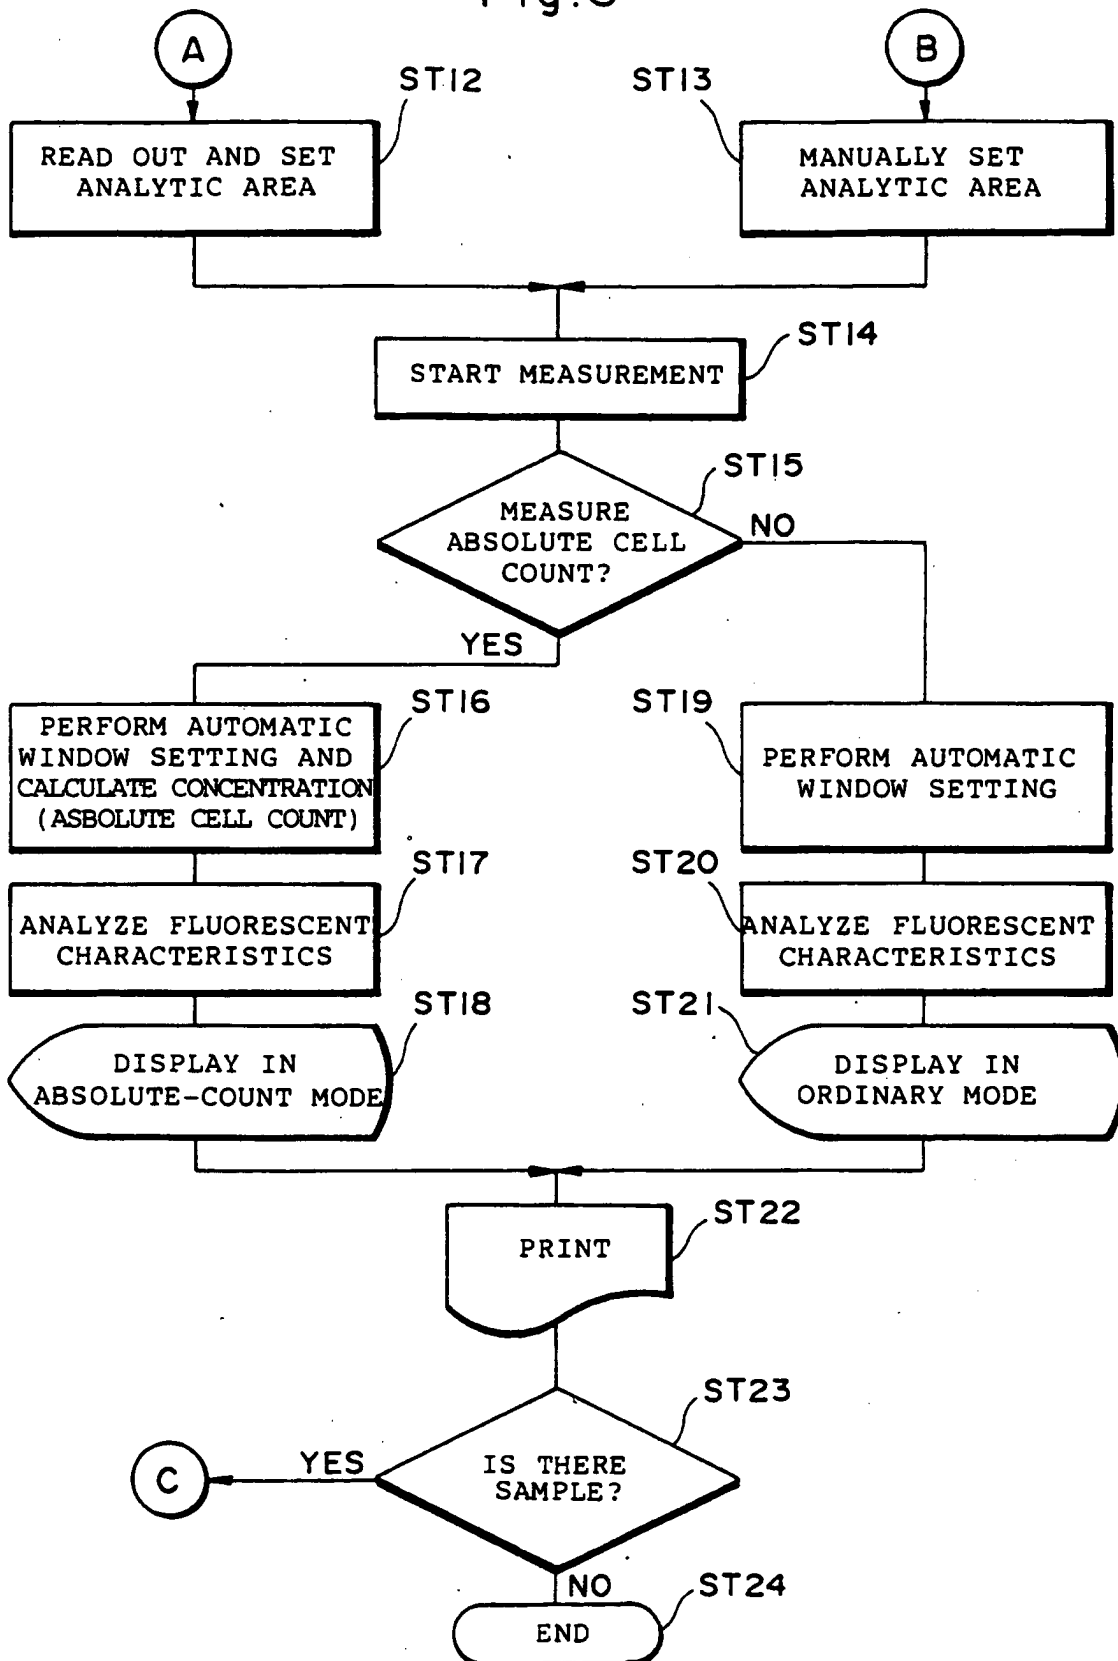 A
B
ST12
ST13
READ OUT AND SET
ANALYTIC AREA
MANUALLY SET
ANALYTIC AREA
ST14
START MEASUREMENT
ST15
MEASURE
ABSOLUTE CELL
COUNT?
NO
YES
ST16
PERFORM AUTOMATIC
WINDOW SETTING AND
CALCULATE CONCENTRATION
(ASBOLUTE CELL COUNT)
ST19
PERFORM AUTOMATIC
WINDOW SETTING
ST17
ANALYZE FLUORESCENT
CHARACTERISTICS
ST20
ANALYZE FLUORESCENT
CHARACTERISTICS
ST18
DISPLAY IN
ABSOLUTE-COUNT MODE
ST21
DISPLAY IN
ORDINARY MODE
ST22
PRINT
ST23
IS THERE
SAMPLE?
YES
C
NO
ST24
END